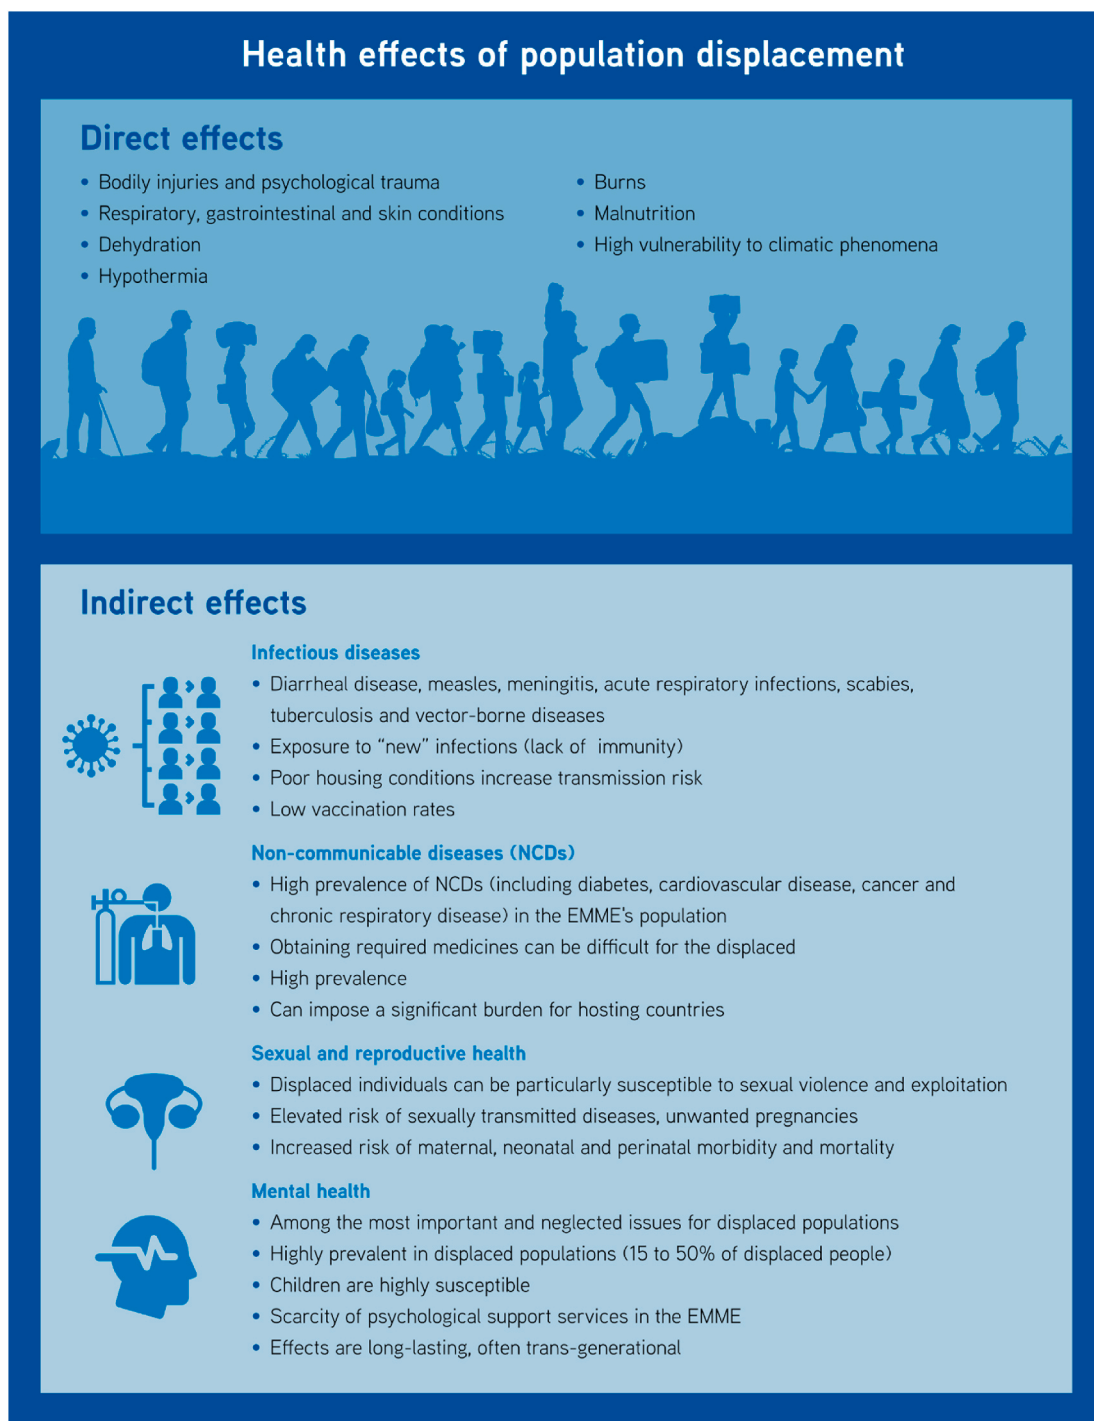 Health effects of population displacement
Direct effects
• Bodily injuries and psychological trauma
• Respiratory, gastrointestinal and skin conditions
• Dehydration
• Hypothermia
• Burns
• Malnutrition
• High vulnerability to climatic phenomena
Indirect effects
Infectious diseases
• Diarrheal disease, measles, meningitis, acute respiratory infections, scabies,
tuberculosis and vector-borne diseases
• Exposure to “new” infections (lack of immunity)
• Poor housing conditions increase transmission risk
• Low vaccination rates
Non-communicable diseases (NCDs)
• High prevalence of NCDs (including diabetes, cardiovascular disease, cancer and
chronic respiratory disease) in the EMME's population
• Obtaining required medicines can be difficult for the displaced
• High prevalence
• Can impose a significant burden for hosting countries
Sexual and reproductive health
• Displaced individuals can be particularly susceptible to sexual violence and exploitation
• Elevated risk of sexually transmitted diseases, unwanted pregnancies
• Increased risk of maternal, neonatal and perinatal morbidity and mortality
Mental health
• Among the most important and neglected issues for displaced populations
• Highly prevalent in displaced populations (15 to 50% of displaced people)
• Children are highly susceptible
• Scarcity of psychological support services in the EMME
• Effects are long-lasting, often trans-generational